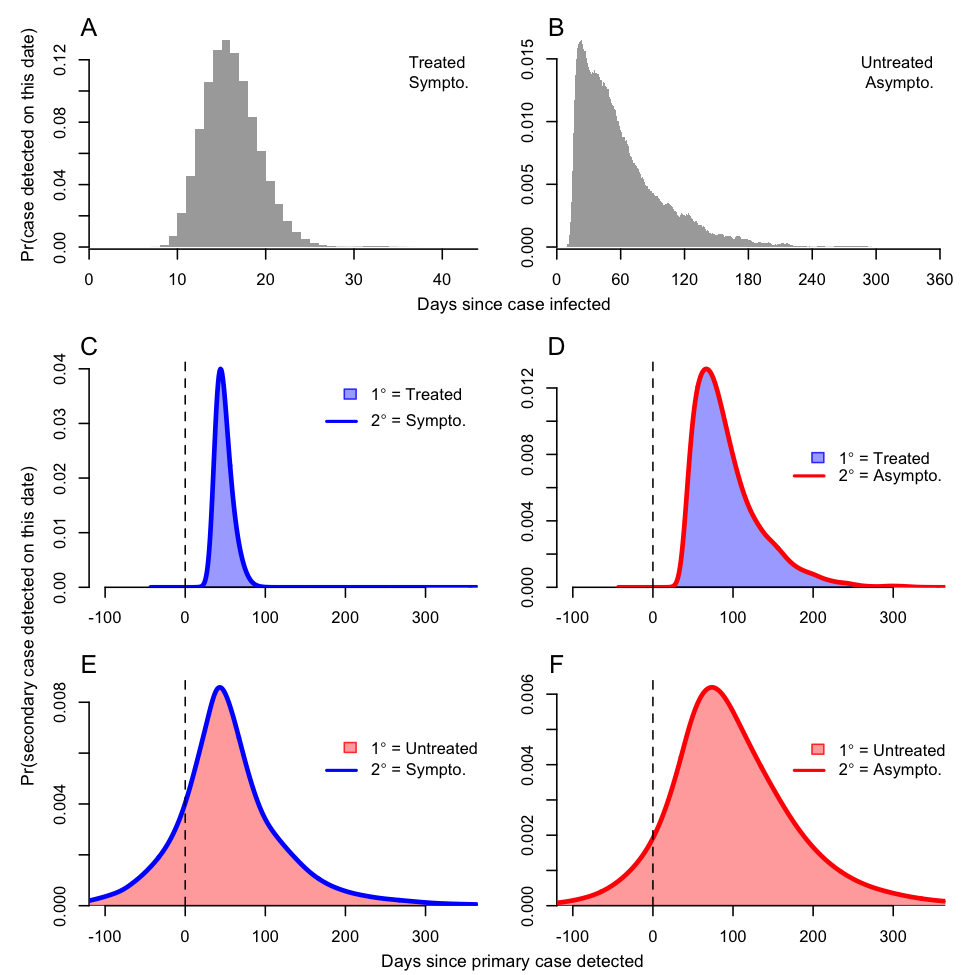 A
Pr(case detected on this date)
0.12
0.08
0.04
0.00
Treated
Sympto.
0 10 20 30 40
B
0.015
0.010
0.005
0.000
Untreated
Asympto.
0 60 120 180 240 300 360
Days since case infected
Pr(secondary case detected on this date)
C
0.04
0.03
0.02
0.01
0.00
1° = Treated
2° = Sympto.
-100 0 100 200 300
D
0.012
0.008
0.004
0.000
1° = Treated
2° = Asympto.
-100 0 100 200 300
E
0.008
0.004
0.000
1° = Untreated
2° = Sympto.
-100 0 100 200 300
F
0.006
0.004
0.002
0.000
1° = Untreated
2° = Asympto.
-100 0 100 200 300
Days since primary case detected